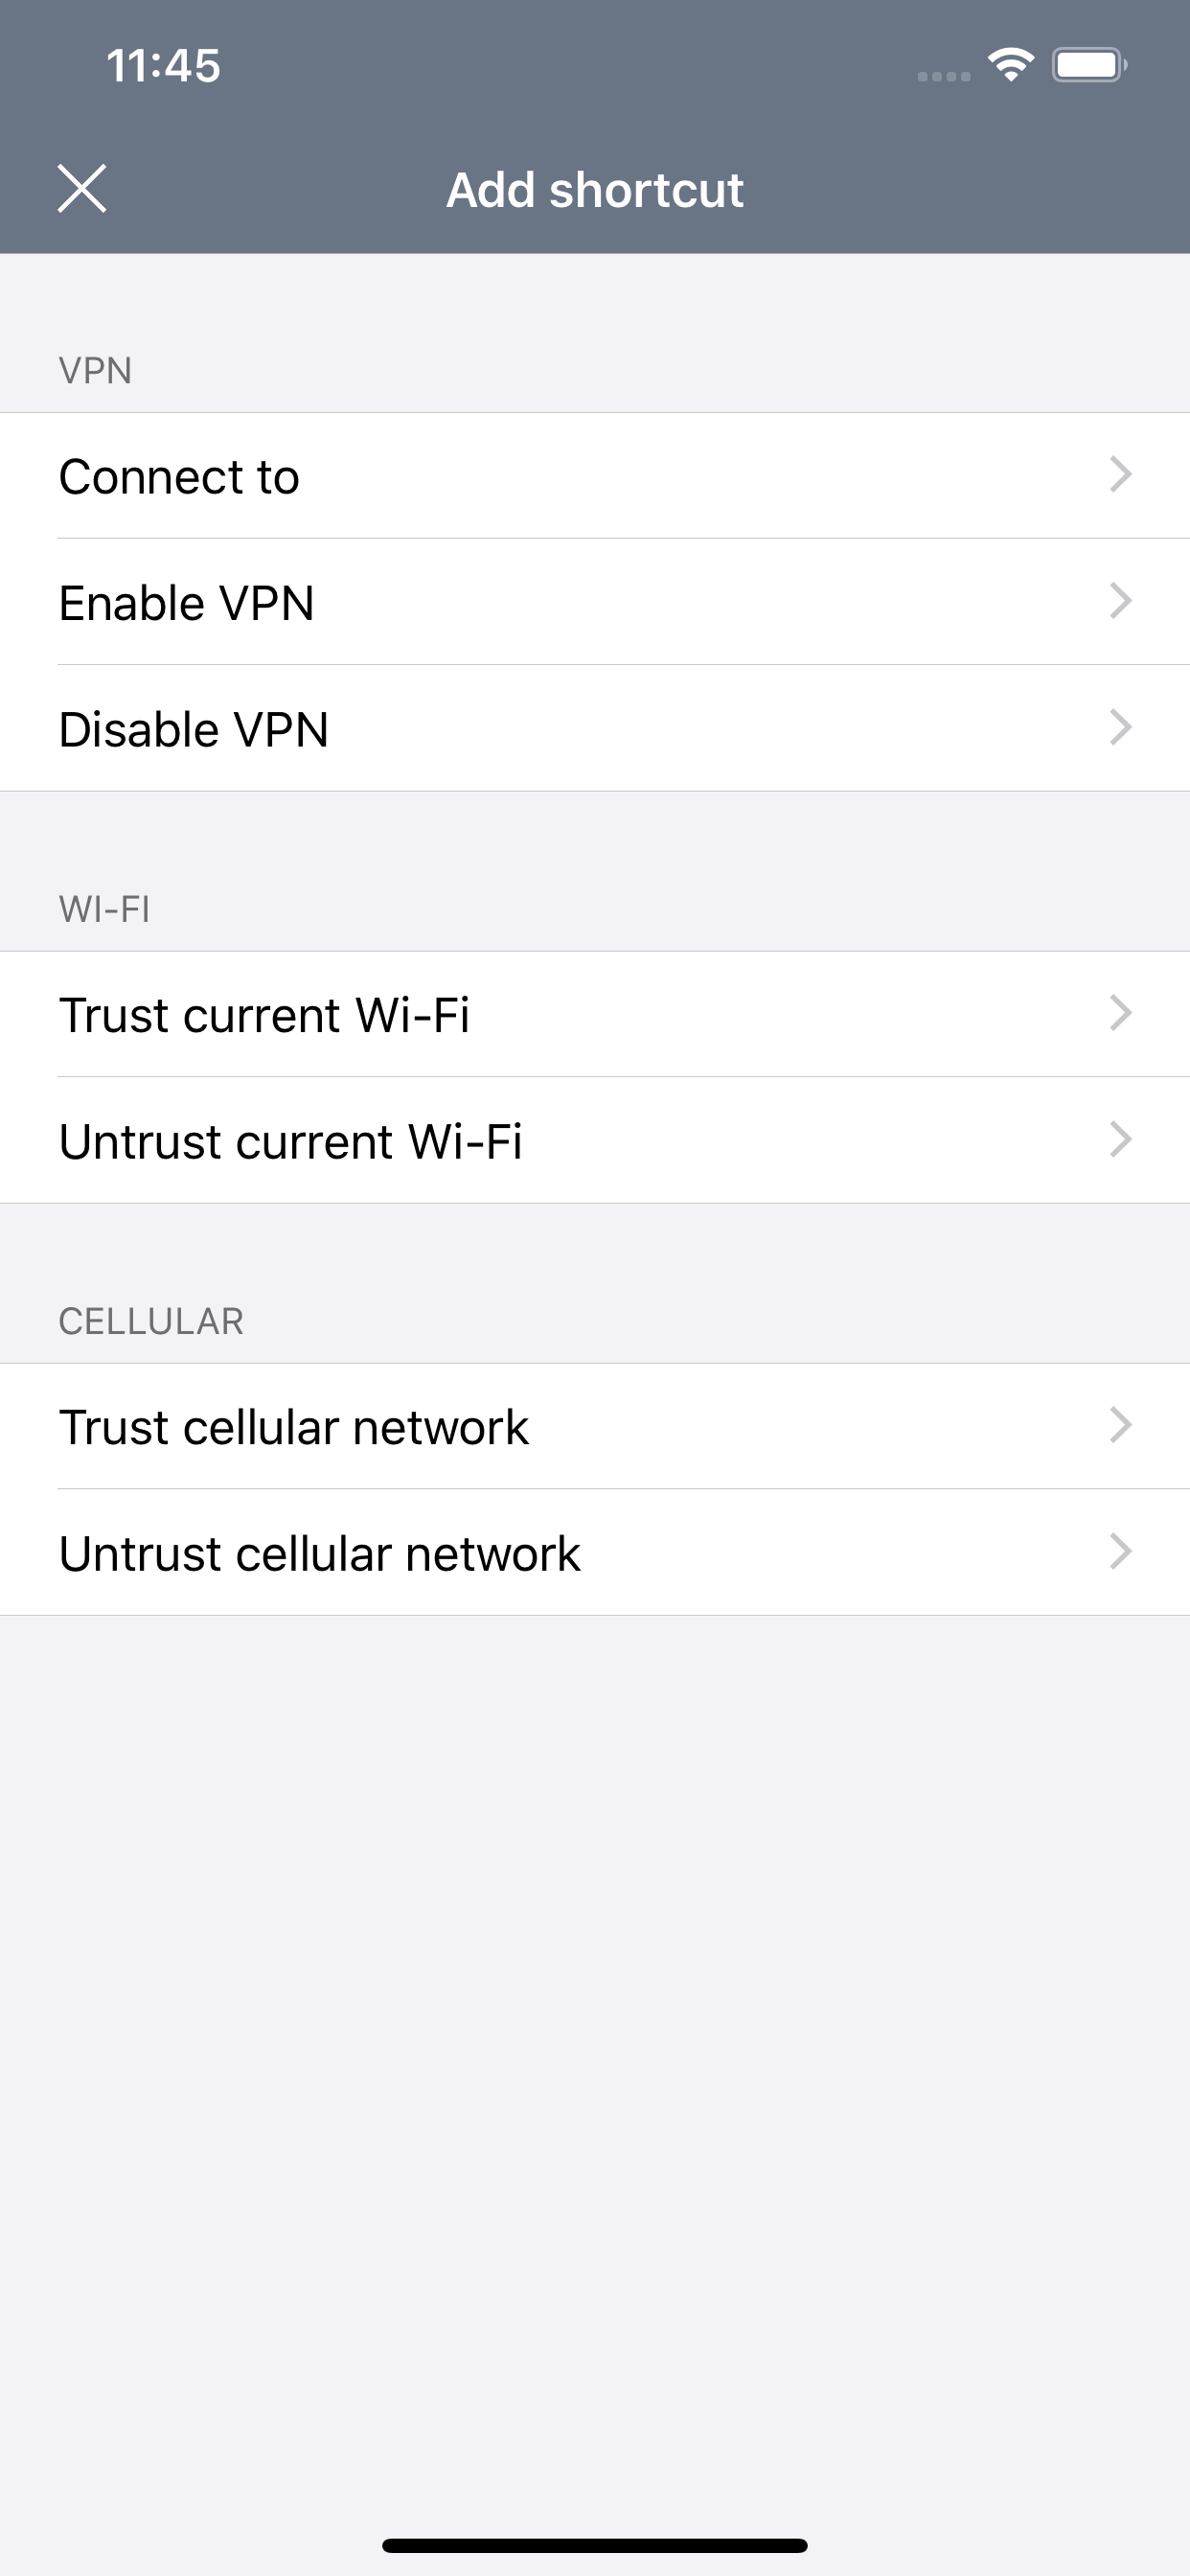 11:45
Add shortcut
VPN
Connect to
Enable VPN
Disable VPN
WI-FI
Trust current Wi-Fi
Untrust current Wi-Fi
CELLULAR
Trust cellular network
Untrust cellular network